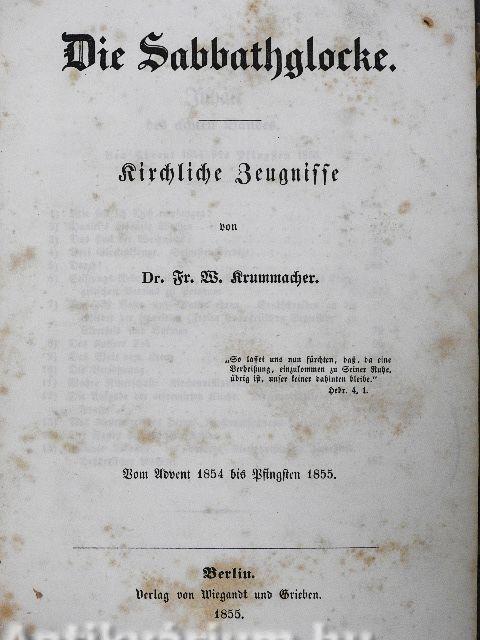 Die Sabbathglocke.
Kirchliche Zeugnisse
von
Dr. Fr. W. Krummacher.
„So lasset uns nun fürchten, daß, da eine
Verheißung, einzukommen zu Seiner Ruhe,
übrig ist, unser keiner dahinten bleibe.“
Hebr. 4, 1.
Vom Advent 1854 bis Pfingsten 1855.
Berlin.
Verlag von Wiegandt und Grieben.
1855.
Antikvárium.hu